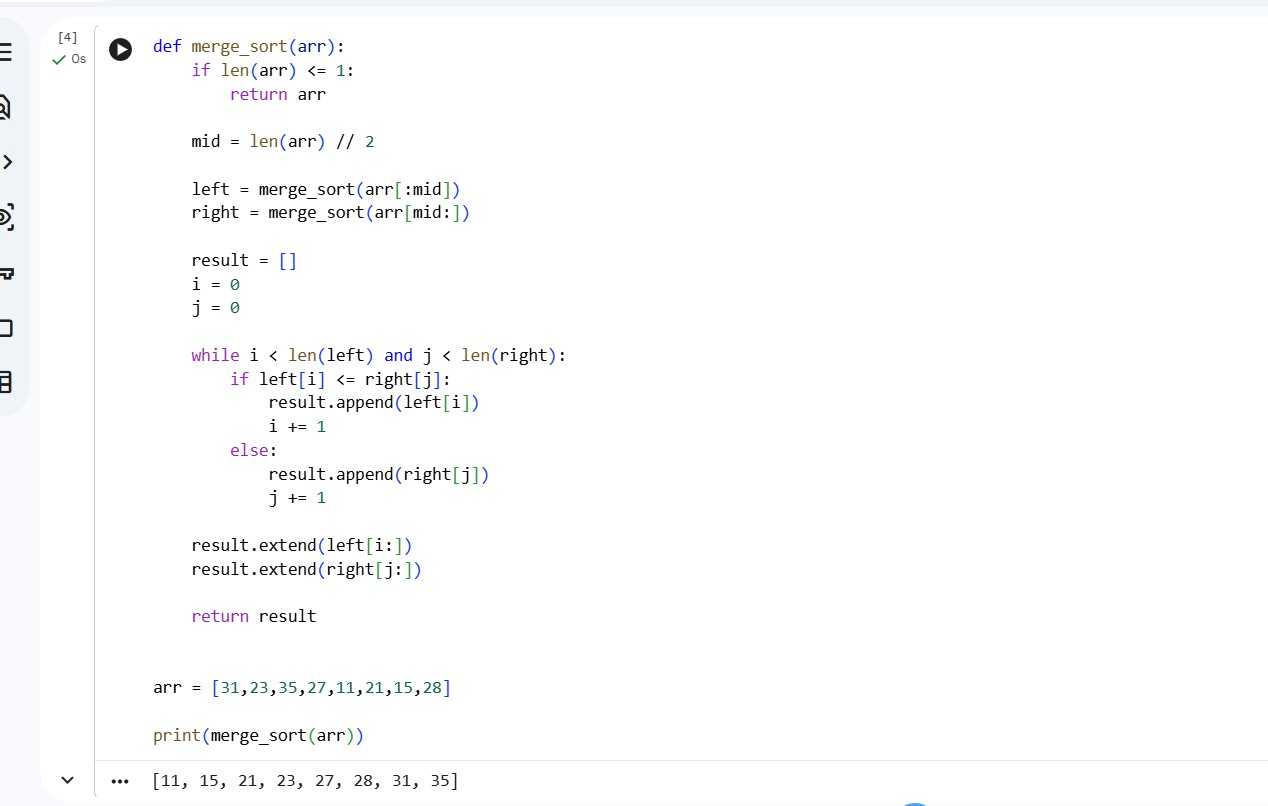 [4]
0s
def merge_sort(arr):
    if len(arr) <= 1:
        return arr

    mid = len(arr) // 2

    left = merge_sort(arr[:mid])
    right = merge_sort(arr[mid:])

    result = []
    i = 0
    j = 0

    while i < len(left) and j < len(right):
        if left[i] <= right[j]:
            result.append(left[i])
            i += 1
        else:
            result.append(right[j])
            j += 1

    result.extend(left[i:])
    result.extend(right[j:])

    return result


arr = [31,23,35,27,11,21,15,28]

print(merge_sort(arr))
[11, 15, 21, 23, 27, 28, 31, 35]